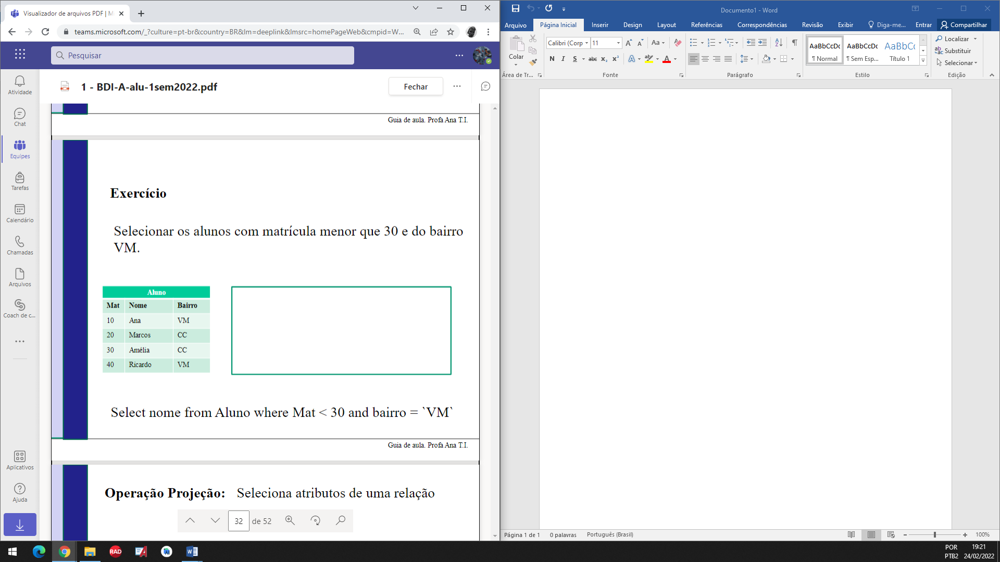 Visualizador de arquivos PDF | M
teams.microsoft.com/_?culture=pt-br&country=BR&lm=deeplink&lmsrc=homePageWeb&cmpid=W...
Pesquisar
Atividade
Chat
Equipes
Tarefas
Calendário
Chamadas
Arquivos
Coach de c...
Aplicativos
Ajuda
1 - BDI-A-alu-1sem2022.pdf
Fechar
Guia de aula. Profa Ana T.I.
Exercício
Selecionar os alunos com matrícula menor que 30 e do bairro
VM.
Aluno
Mat Nome Bairro
10 Ana VM
20 Marcos CC
30 Amélia CC
40 Ricardo VM
Select nome from Aluno where Mat < 30 and bairro = `VM`
Guia de aula. Profa Ana T.I.
Operação Projeção: Seleciona atributos de uma relação
32 de 52
Documento1 - Word
Arquivo Página Inicial Inserir Design Layout Referências Correspondências Revisão Exibir Diga-me... Entrar Compartilhar
Colar
Calibri (Corp 11
Aa
N I S abc x₂ x² A aby A
AaBbCcDc AaBbCcDc AaBbCc
¶ Normal ¶ Sem Esp... Título 1
Localizar
Substituir
Selecionar
Área de Tr... Fonte Parágrafo Estilo Edição
Página 1 de 1 0 palavras Português (Brasil) 100%
RAD
POR 19:21
PTB2 24/02/2022